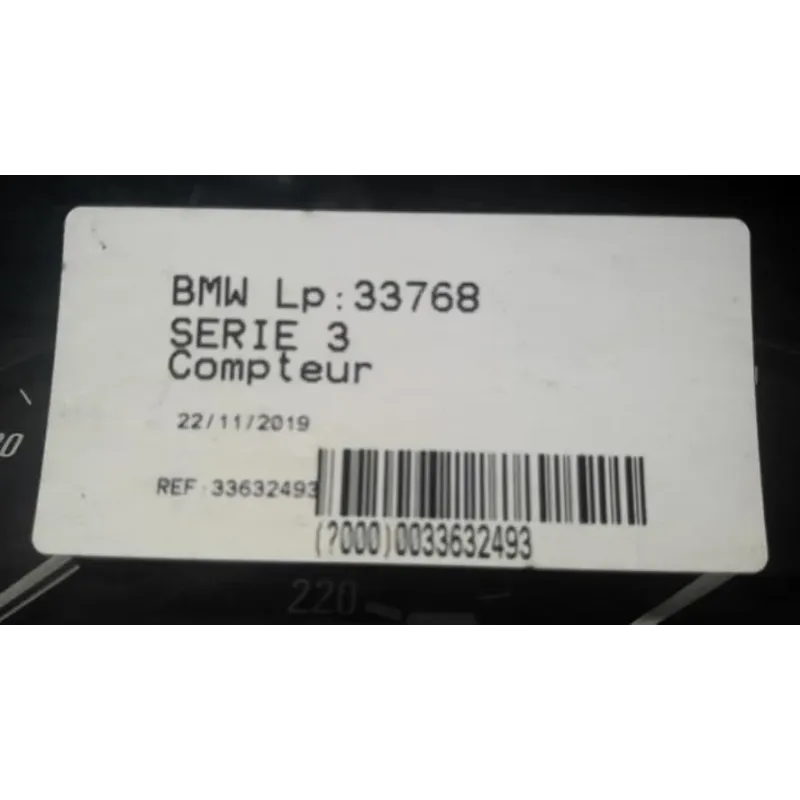 BMW Lp:33768
SERIE 3
Compteur
22/11/2019
REF:33632493
(?000)0033632493
220